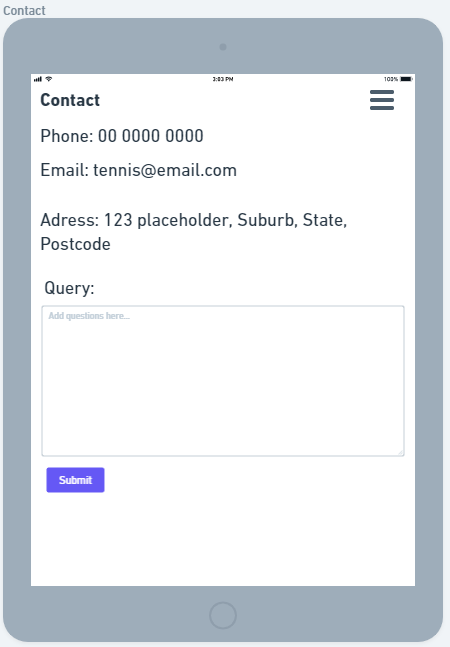 Contact
3:03 PM
100%
Contact
Phone: 00 0000 0000
Email: tennis@email.com
Adress: 123 placeholder, Suburb, State,
Postcode
Query:
Add questions here...
Submit